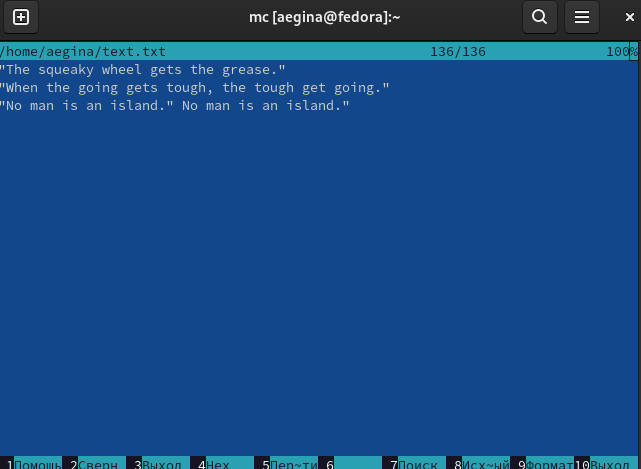 mc [aegina@fedora]:~
/home/aegina/text.txt 136/136 100%
"The squeaky wheel gets the grease."
"When the going gets tough, the tough get going."
"No man is an island." No man is an island."
1Помощь 2Сверн 3Выход 4Hex 5Пер~ти 6 7Поиск 8Исх~ый 9Формат 10Выход